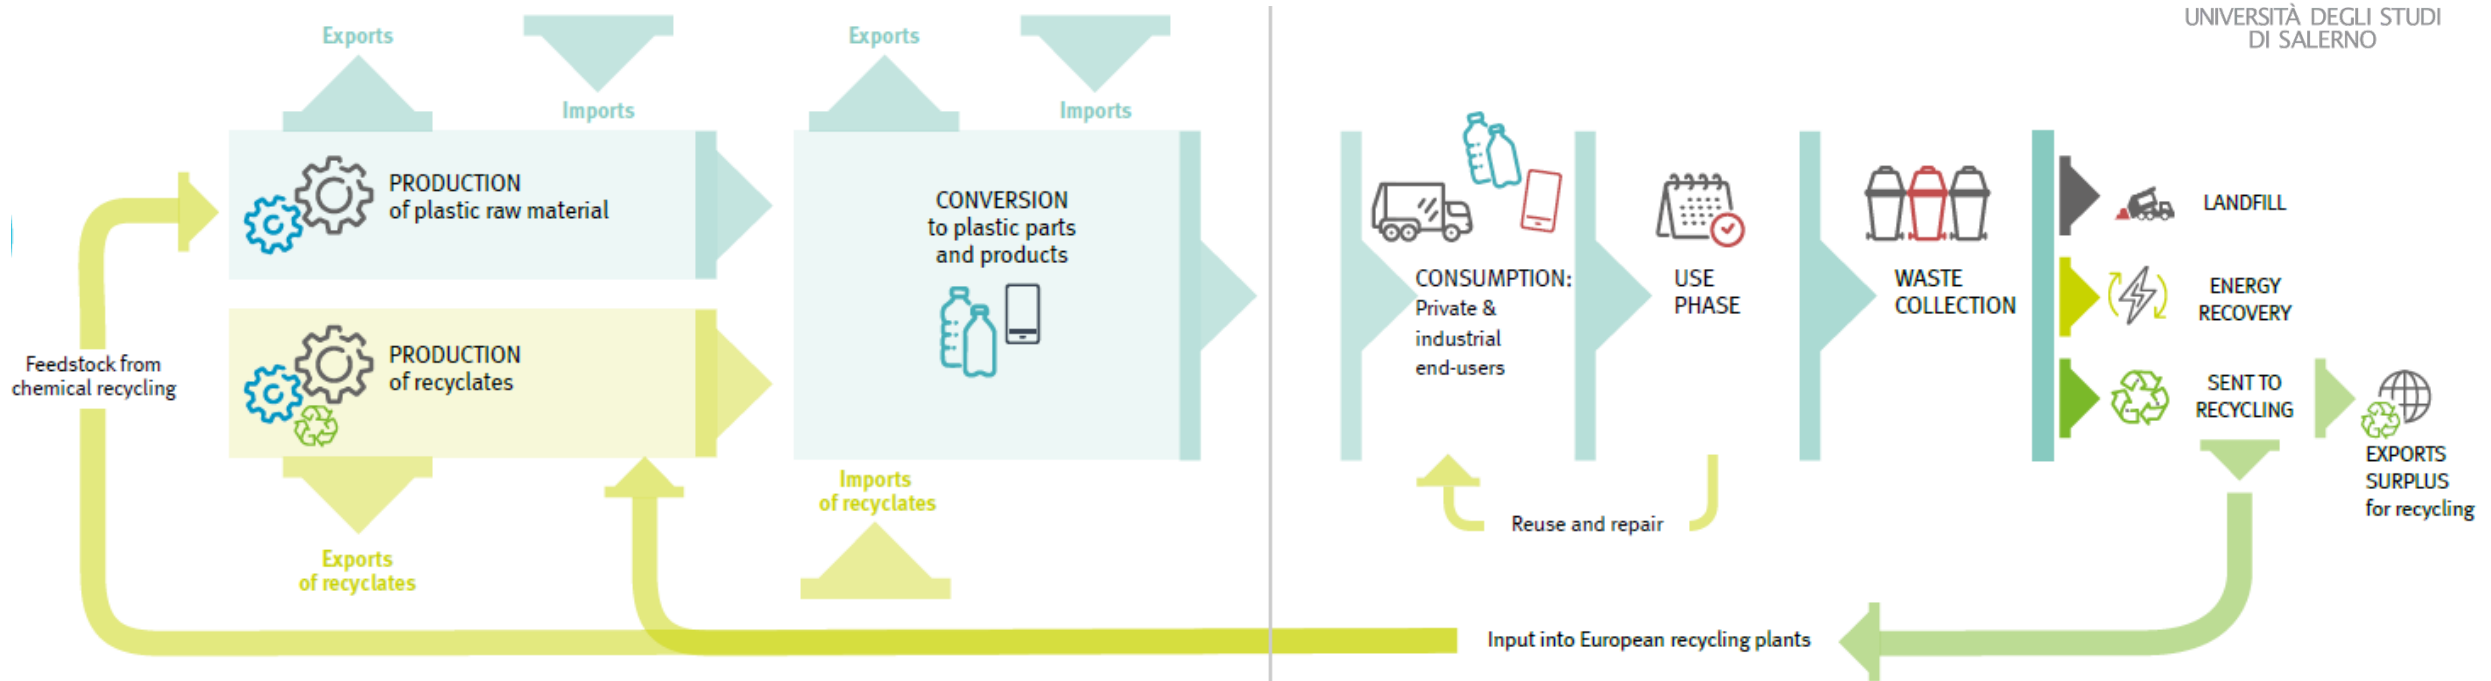 UNIVERSITÀ DEGLI STUDI
DI SALERNO
Exports
Imports
Exports
Imports
PRODUCTION
of plastic raw material
CONVERSION
to plastic parts
and products
PRODUCTION
of recyclates
Feedstock from
chemical recycling
Exports
of recyclates
Imports
of recyclates
CONSUMPTION:
Private &
industrial
end-users
USE
PHASE
WASTE
COLLECTION
LANDFILL
ENERGY
RECOVERY
SENT TO
RECYCLING
EXPORTS
SURPLUS
for recycling
Reuse and repair
Input into European recycling plants